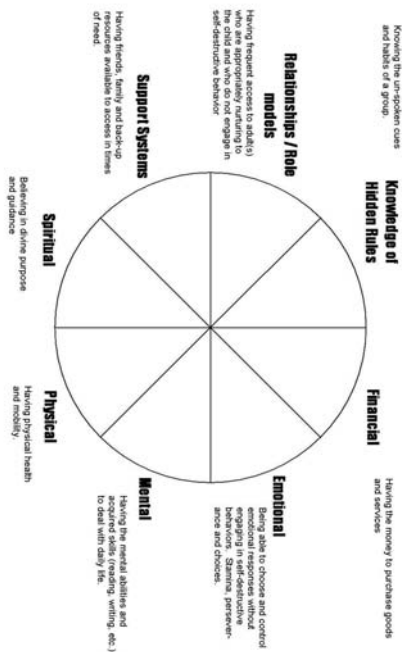 Financial
Having the money to purchase goods
and services
Emotional
Being able to choose and control
emotional responses without
engaging in self-destructive
behaviors. Stamina, persever-
ance and choices.
Mental
Having the mental abilities and
acquired skills (reading, writing, etc.)
to deal with daily life.
Physical
Having physical health
and mobility.
Spiritual
Believing in divine purpose
and guidance
Support Systems
Having friends, family and back-up
resources available to access in times
of need.
Relationships / Role
models
Having frequent access to adult(s)
who are appropriately nurturing to
the child and who do not engage in
self-destructive behavior
Knowledge of
Hidden Rules
Knowing the un-spoken cues
and habits of a group.